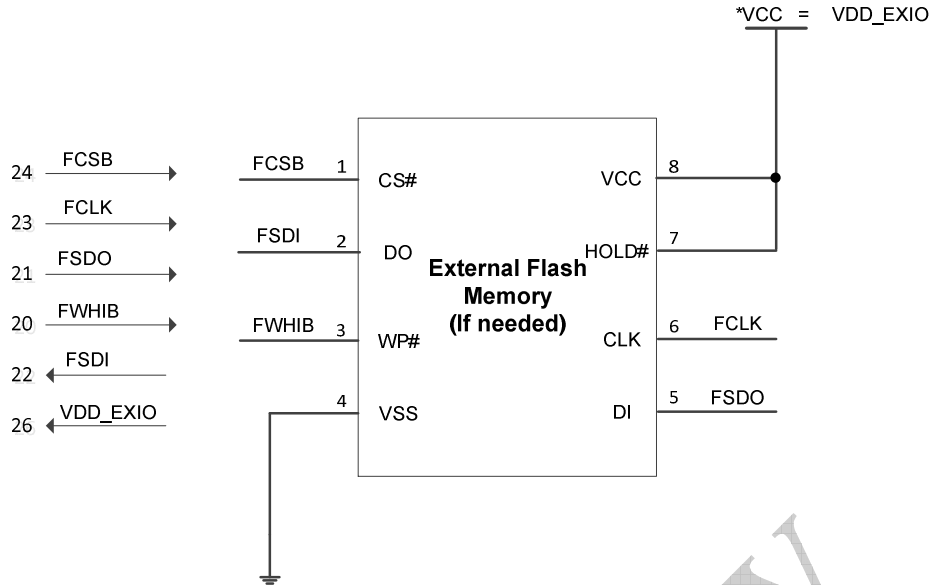 *VCC = VDD_EXIO
24 FCSB
23 FCLK
21 FSDO
20 FWHIB
22 FSDI
26 VDD_EXIO
FCSB 1 CS#
FSDI 2 DO
FWHIB 3 WP#
4 VSS
External Flash
Memory
(If needed)
VCC 8
HOLD# 7
CLK 6 FCLK
DI 5 FSDO